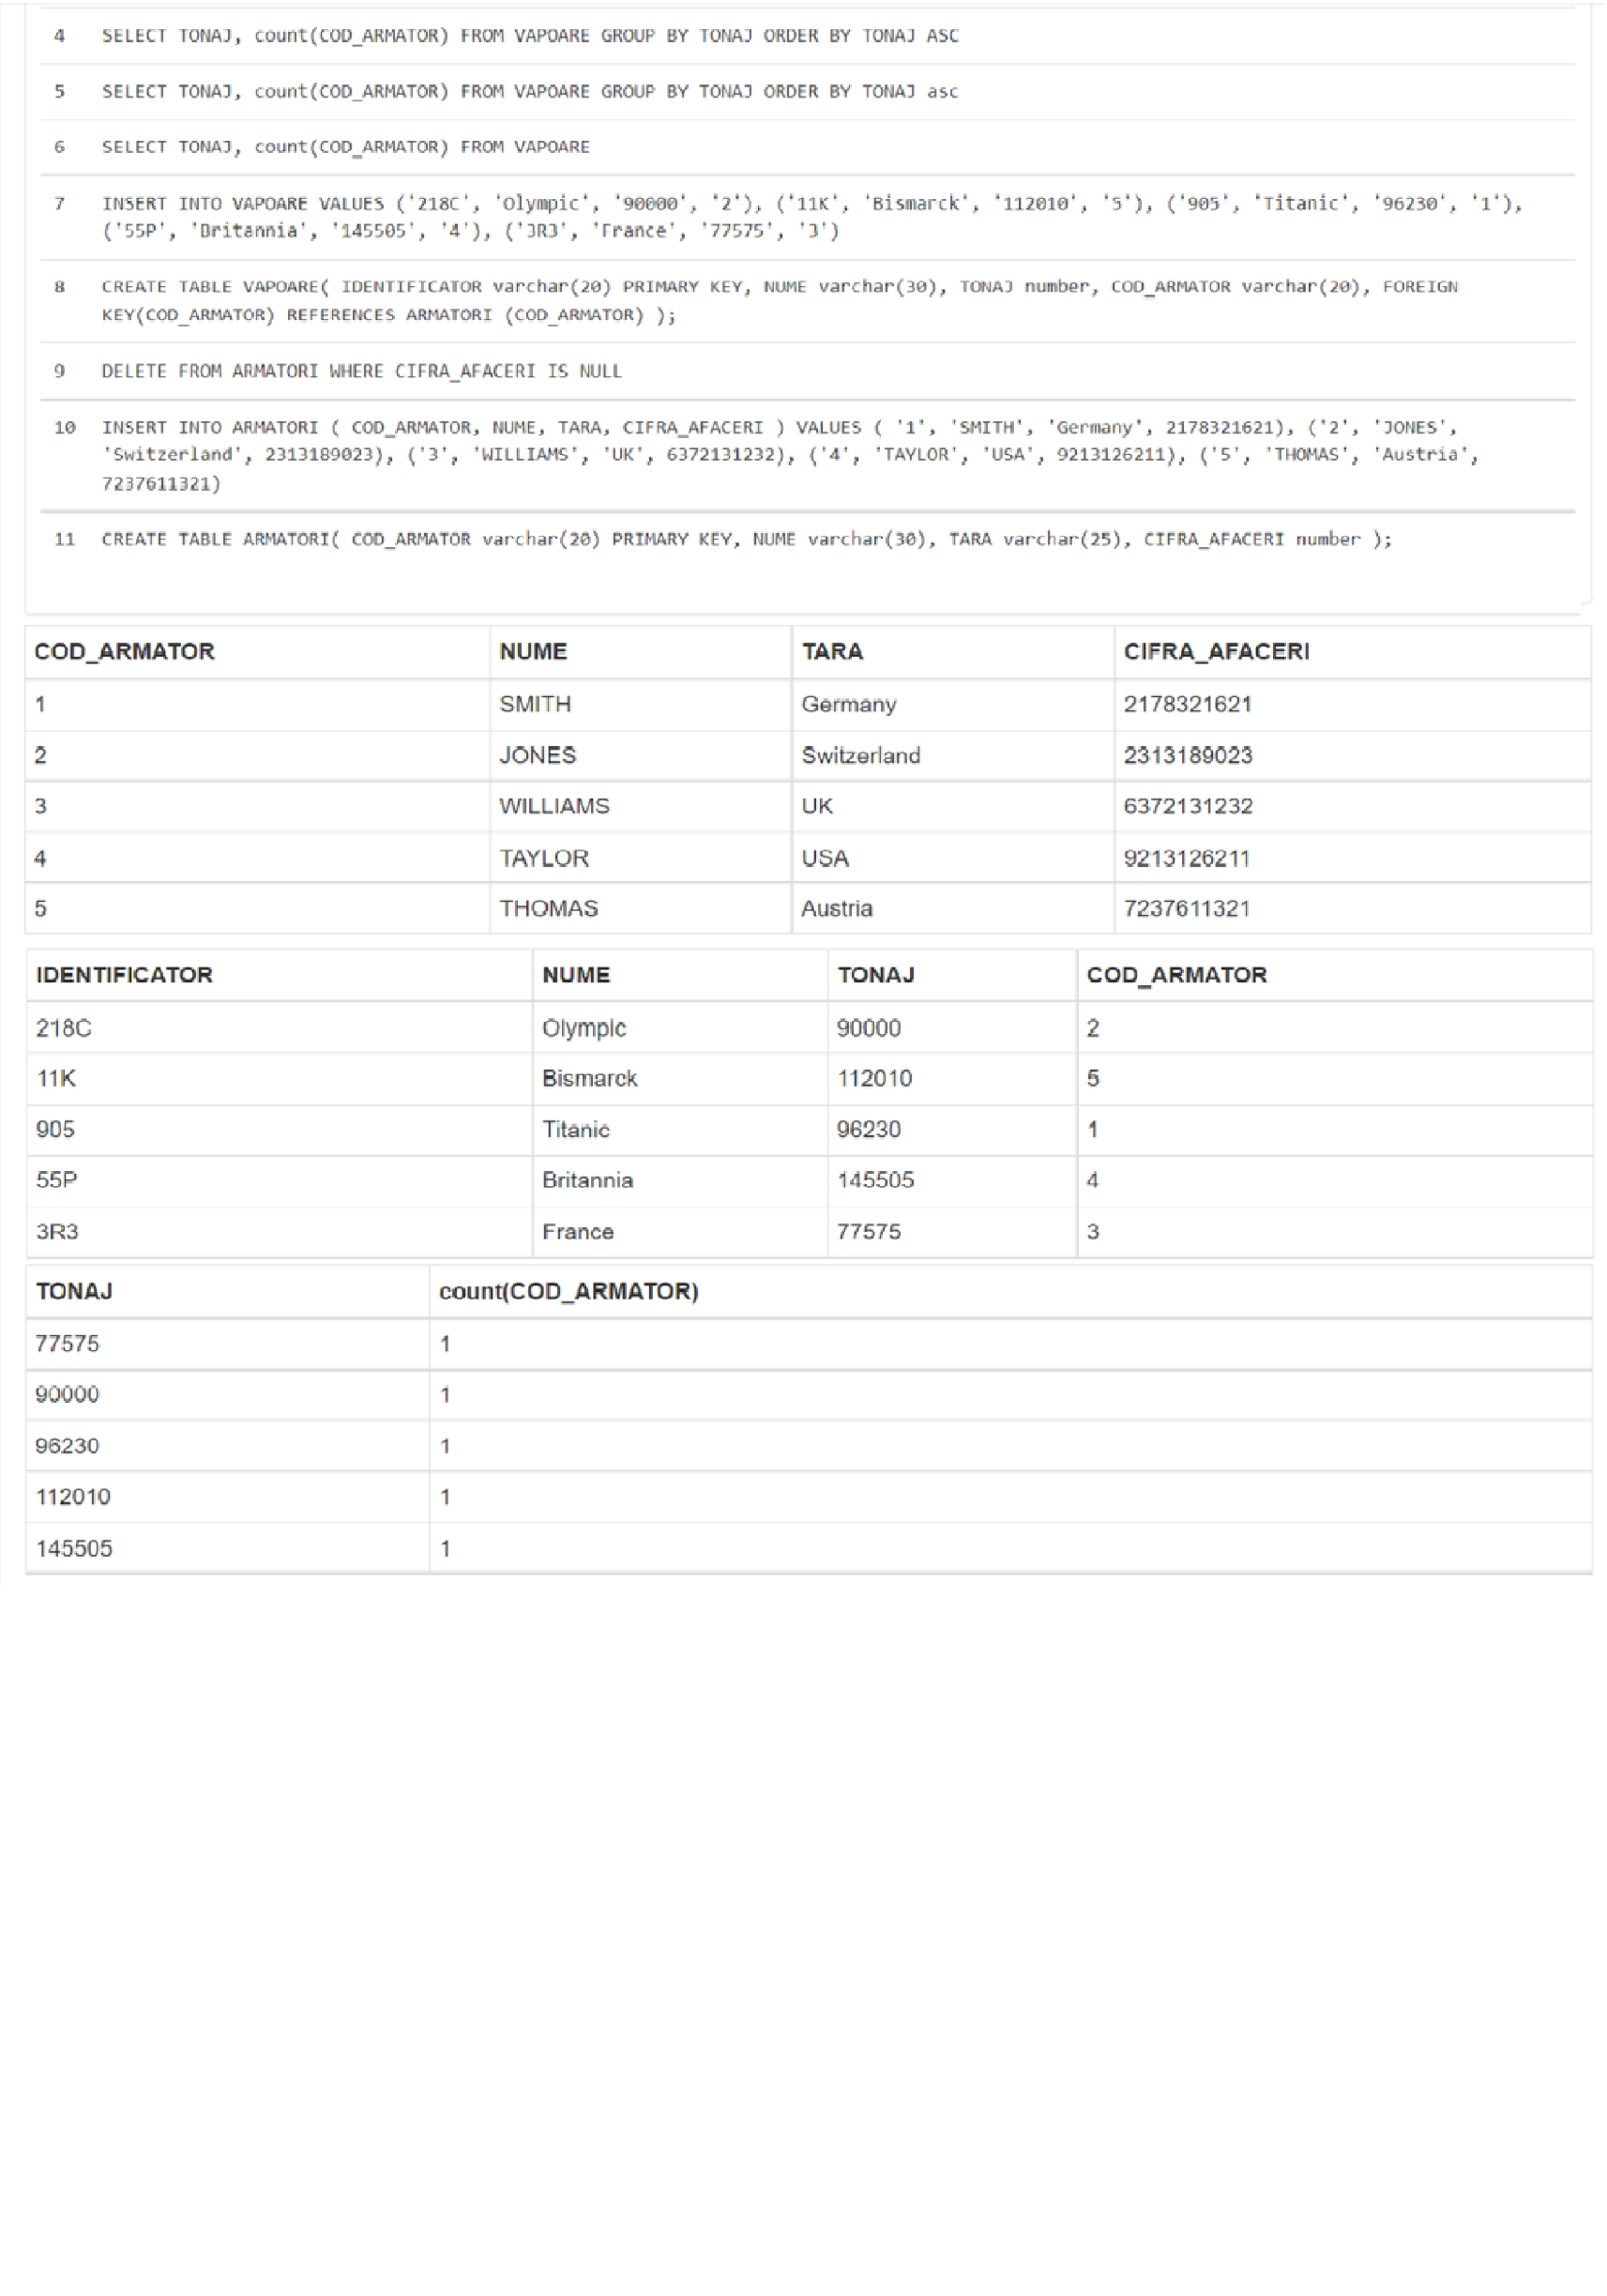 4 SELECT TONAJ, count(COD_ARMATOR) FROM VAPOARE GROUP BY TONAJ ORDER BY TONAJ ASC
5 SELECT TONAJ, count(COD_ARMATOR) FROM VAPOARE GROUP BY TONAJ ORDER BY TONAJ asc
6 SELECT TONAJ, count(COD_ARMATOR) FROM VAPOARE
7 INSERT INTO VAPOARE VALUES ('218C', 'Olympic', '90000', '2'), ('11K', 'Bismarck', '112010', '5'), ('905', 'Titanic', '96230', '1'),
('55P', 'Britannia', '145505', '4'), ('3R3', 'France', '77575', '3')
8 CREATE TABLE VAPOARE( IDENTIFICATOR varchar(20) PRIMARY KEY, NUME varchar(30), TONAJ number, COD_ARMATOR varchar(20), FOREIGN
KEY(COD_ARMATOR) REFERENCES ARMATORI (COD_ARMATOR) );
9 DELETE FROM ARMATORI WHERE CIFRA_AFACERI IS NULL
10 INSERT INTO ARMATORI ( COD_ARMATOR, NUME, TARA, CIFRA_AFACERI ) VALUES ( '1', 'SMITH', 'Germany', 2178321621), ('2', 'JONES',
'Switzerland', 2313189023), ('3', 'WILLIAMS', 'UK', 6372131232), ('4', 'TAYLOR', 'USA', 9213126211), ('5', 'THOMAS', 'Austria',
7237611321)
11 CREATE TABLE ARMATORI( COD_ARMATOR varchar(20) PRIMARY KEY, NUME varchar(30), TARA varchar(25), CIFRA_AFACERI number );
COD_ARMATOR NUME TARA CIFRA_AFACERI
1 SMITH Germany 2178321621
2 JONES Switzerland 2313189023
3 WILLIAMS UK 6372131232
4 TAYLOR USA 9213126211
5 THOMAS Austria 7237611321
IDENTIFICATOR NUME TONAJ COD_ARMATOR
218C Olympic 90000 2
11K Bismarck 112010 5
905 Titanic 96230 1
55P Britannia 145505 4
3R3 France 77575 3
TONAJ count(COD_ARMATOR)
77575 1
90000 1
96230 1
112010 1
145505 1